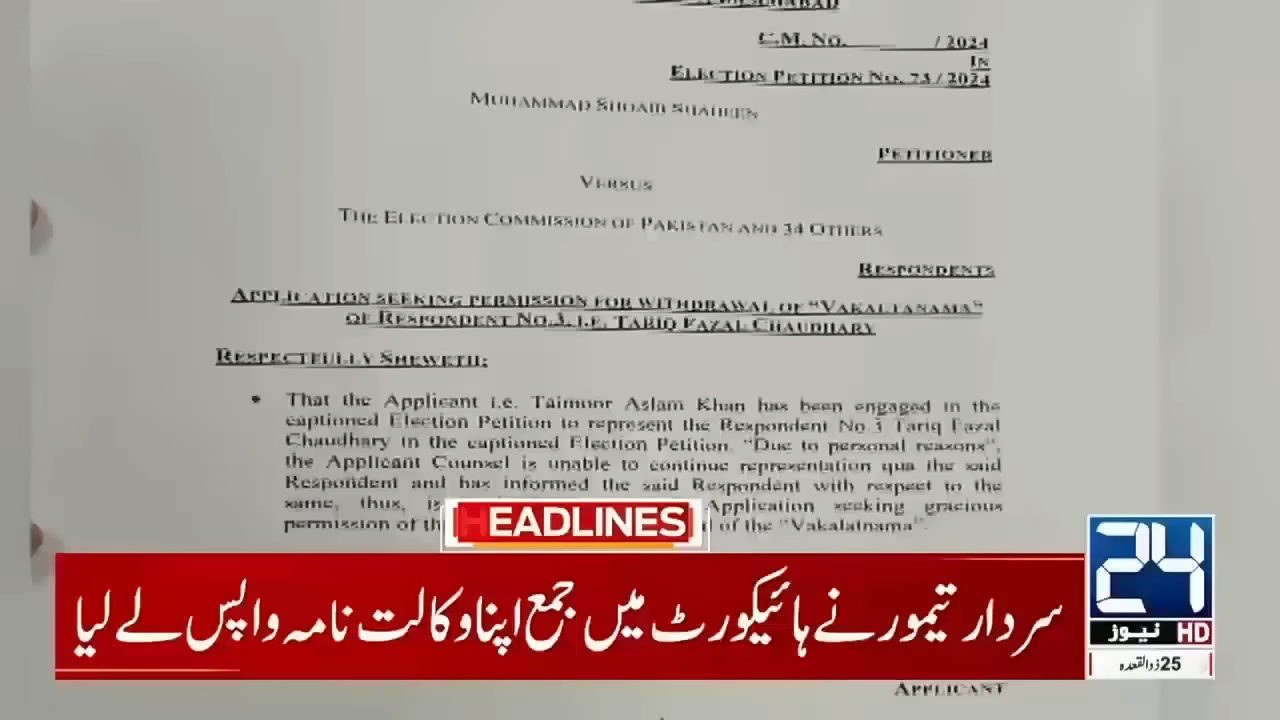 C.M. NO. ______ / 2024
IN
ELECTION PETITION NO. 73 / 2024
MUHAMMAD SHOAIB SHAHEEN
PETITIONER
VERSUS
THE ELECTION COMMISSION OF PAKISTAN AND 34 OTHERS
RESPONDENTS
APPLICATION SEEKING PERMISSION FOR WITHDRAWAL OF "VAKALTANAMA"
OF RESPONDENT NO.3, I.E. TARIQ FAZAL CHAUDHARY
RESPECTFULLY SHEWETH:
• That the Applicant i.e. Taimoor Aslam Khan has been engaged in the
captioned Election Petition to represent the Respondent No.3 Tariq Fazal
Chaudhary in the captioned Election Petition. "Due to personal reasons",
the Applicant Counsel is unable to continue representation qua the said
Respondent and has informed the said Respondent with respect to the
same, thus, is Application seeking gracious
permission of the of the "Vakalatnama".
HEADLINES
سردار تیمور نے ہائیکورٹ میں جمع اپنا وکالت نامہ واپس لے لیا
24
نیوز HD
25 ذوالقعدہ
APPLICANT